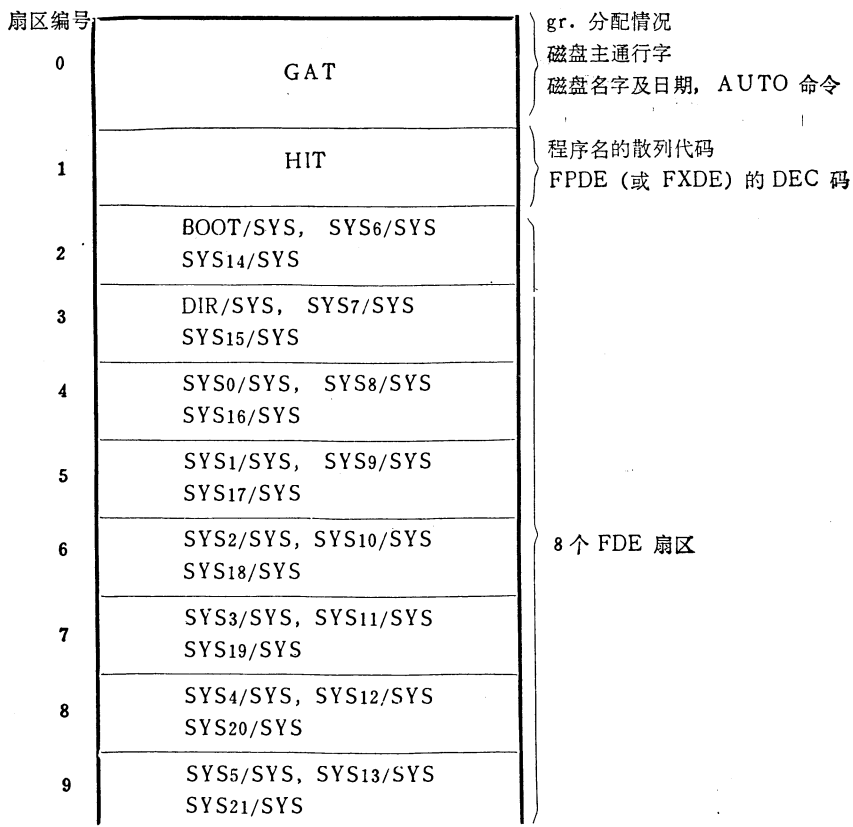 扇区编号
gr. 分配情况
磁盘主通行字
磁盘名字及日期, AUTO 命令
0
GAT
1
HIT
程序名的散列代码
FPDE (或 FXDE) 的 DEC 码
2
BOOT/SYS, SYS6/SYS
SYS14/SYS
3
DIR/SYS, SYS7/SYS
SYS15/SYS
4
SYS0/SYS, SYS8/SYS
SYS16/SYS
5
SYS1/SYS, SYS9/SYS
SYS17/SYS
6
SYS2/SYS, SYS10/SYS
SYS18/SYS
8个 FDE 扇区
7
SYS3/SYS, SYS11/SYS
SYS19/SYS
8
SYS4/SYS, SYS12/SYS
SYS20/SYS
9
SYS5/SYS, SYS13/SYS
SYS21/SYS